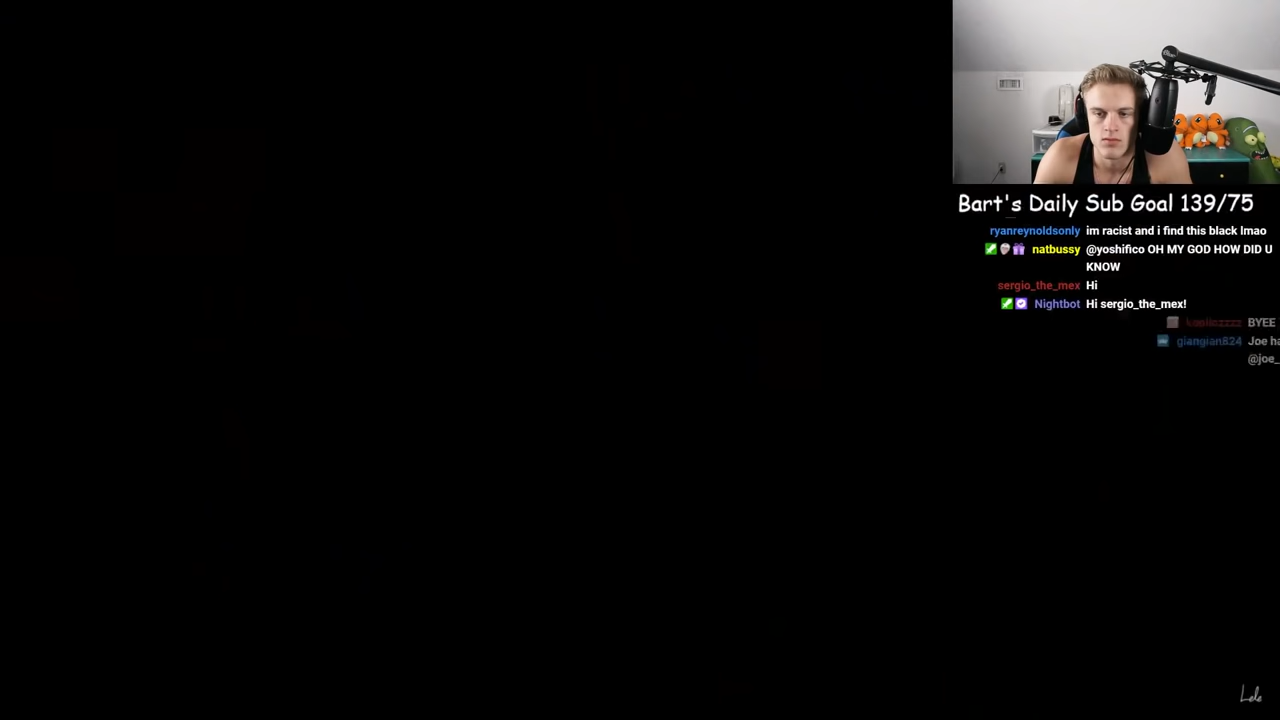 Bart's Daily Sub Goal 139/75
ryanreynoldsonly im racist and i find this black lmao
natbussy @yoshifico OH MY GOD HOW DID U
KNOW
sergio_the_mex Hi
Nightbot Hi sergio_the_mex!
BYEE
giangian824 Joe ha
@joe_
Lele